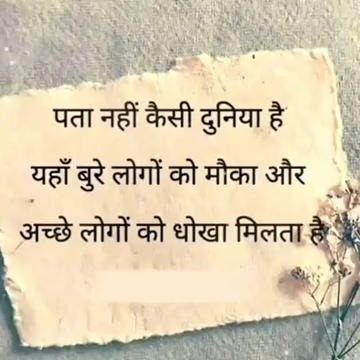 पता नहीं कैसी दुनिया है
यहाँ बुरे लोगों को मौका और
अच्छे लोगों को धोखा मिलता है